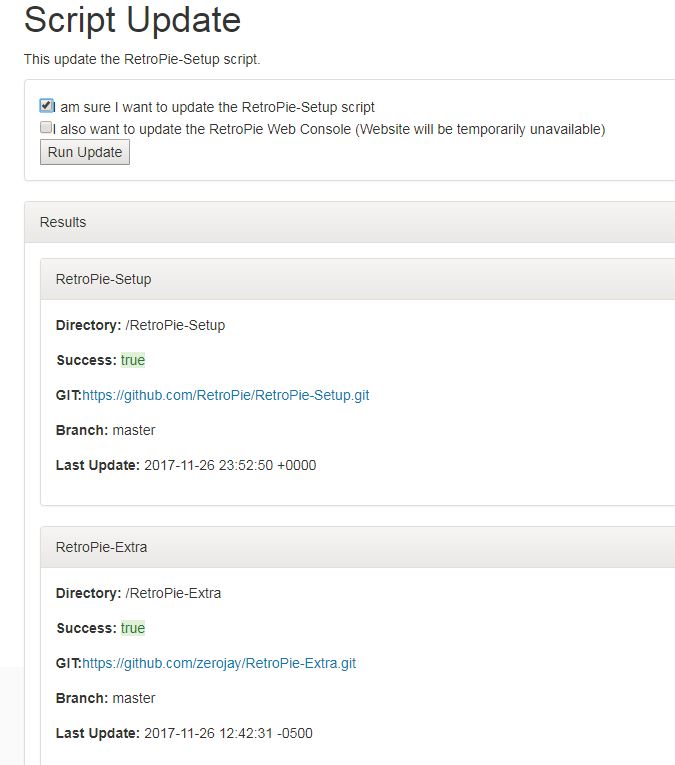 Script Update
This update the RetroPie-Setup script.
I am sure I want to update the RetroPie-Setup script
I also want to update the RetroPie Web Console (Website will be temporarily unavailable)
Run Update
Results
RetroPie-Setup
Directory: /RetroPie-Setup
Success: true
GIT:https://github.com/RetroPie/RetroPie-Setup.git
Branch: master
Last Update: 2017-11-26 23:52:50 +0000
RetroPie-Extra
Directory: /RetroPie-Extra
Success: true
GIT:https://github.com/zerojay/RetroPie-Extra.git
Branch: master
Last Update: 2017-11-26 12:42:31 -0500